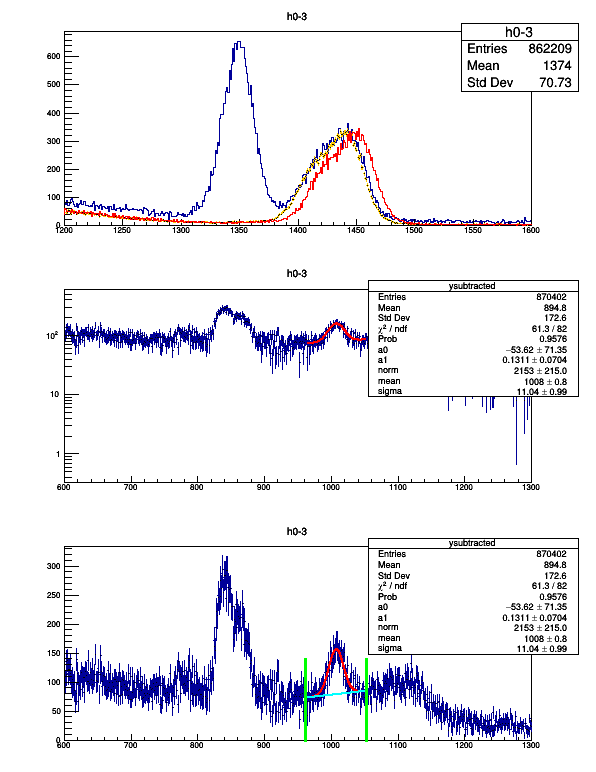 h0-3
h0-3
Entries 862209
Mean 1374
Std Dev 70.73
600
500
400
300
200
100
0
1200 1250 1300 1350 1400 1450 1500 1550 1600
h0-3
ysubtracted
Entries 870402
Mean 894.8
Std Dev 172.6
χ² / ndf 61.3 / 82
Prob 0.9576
a0 −53.62 ± 71.35
a1 0.1311 ± 0.0704
norm 2153 ± 215.0
mean 1008 ± 0.8
sigma 11.04 ± 0.99
10²
10
1
600 700 800 900 1000 1100 1200 1300
h0-3
ysubtracted
Entries 870402
Mean 894.8
Std Dev 172.6
χ² / ndf 61.3 / 82
Prob 0.9576
a0 −53.62 ± 71.35
a1 0.1311 ± 0.0704
norm 2153 ± 215.0
mean 1008 ± 0.8
sigma 11.04 ± 0.99
300
250
200
150
100
50
0
600 700 800 900 1000 1100 1200 1300